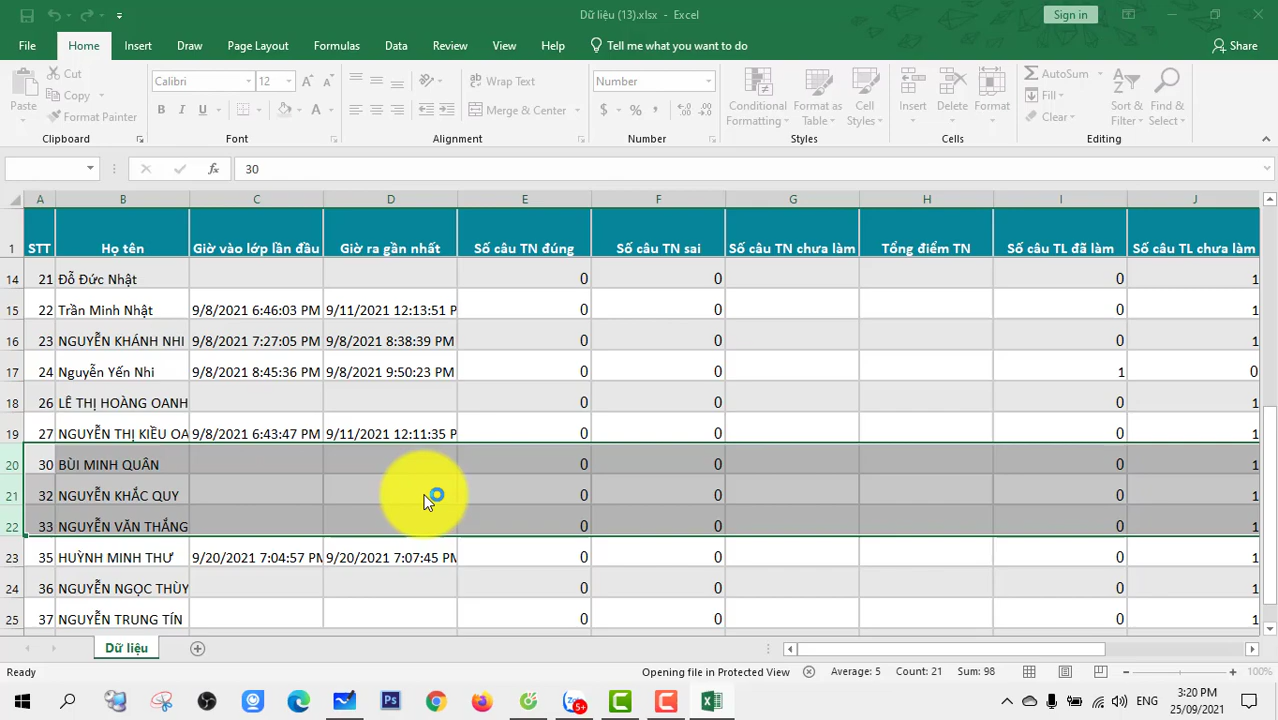 Dữ liệu (13).xlsx - Excel
Sign in
File Home Insert Draw Page Layout Formulas Data Review View Help Tell me what you want to do Share
Paste Cut Copy Format Painter
Calibri 12
B I U A A A
Wrap Text
Merge & Center
Number
$ % ,
Conditional Formatting Format as Table Cell Styles
Insert Delete Format
AutoSum Fill Clear
Sort & Filter Find & Select
Clipboard Font Alignment Number Styles Cells Editing
fx 30
A B C D E F G H I J
1 STT Họ tên Giờ vào lớp lần đầu Giờ ra gần nhất Số câu TN đúng Số câu TN sai Số câu TN chưa làm Tổng điểm TN Số câu TL đã làm Số câu TL chưa làm
14 21 Đỗ Đức Nhật 0 0 0 1
15 22 Trần Minh Nhật 9/8/2021 6:46:03 PM 9/11/2021 12:13:51 P 0 0 0 1
16 23 NGUYỄN KHÁNH NHI 9/8/2021 7:27:05 PM 9/8/2021 8:38:39 PM 0 0 0 1
17 24 Nguyễn Yến Nhi 9/8/2021 8:45:36 PM 9/8/2021 9:50:23 PM 0 0 1 0
18 26 LÊ THỊ HOÀNG OANH 0 0 0 1
19 27 NGUYỄN THỊ KIỀU OA 9/8/2021 6:43:47 PM 9/11/2021 12:11:35 P 0 0 0 1
20 30 BÙI MINH QUÂN 0 0 0 1
21 32 NGUYỄN KHẮC QUY 0 0 0 1
22 33 NGUYỄN VĂN THẮNG 0 0 0 1
23 35 HUỲNH MINH THƯ 9/20/2021 7:04:57 PM 9/20/2021 7:07:45 PM 0 0 0 1
24 36 NGUYỄN NGỌC THÙY 0 0 0 1
25 37 NGUYỄN TRUNG TÍN 0 0 0 1
Dữ liệu
Ready Opening file in Protected View Average: 5 Count: 21 Sum: 98 100%
Ps 5+ ENG 3:20 PM
25/09/2021